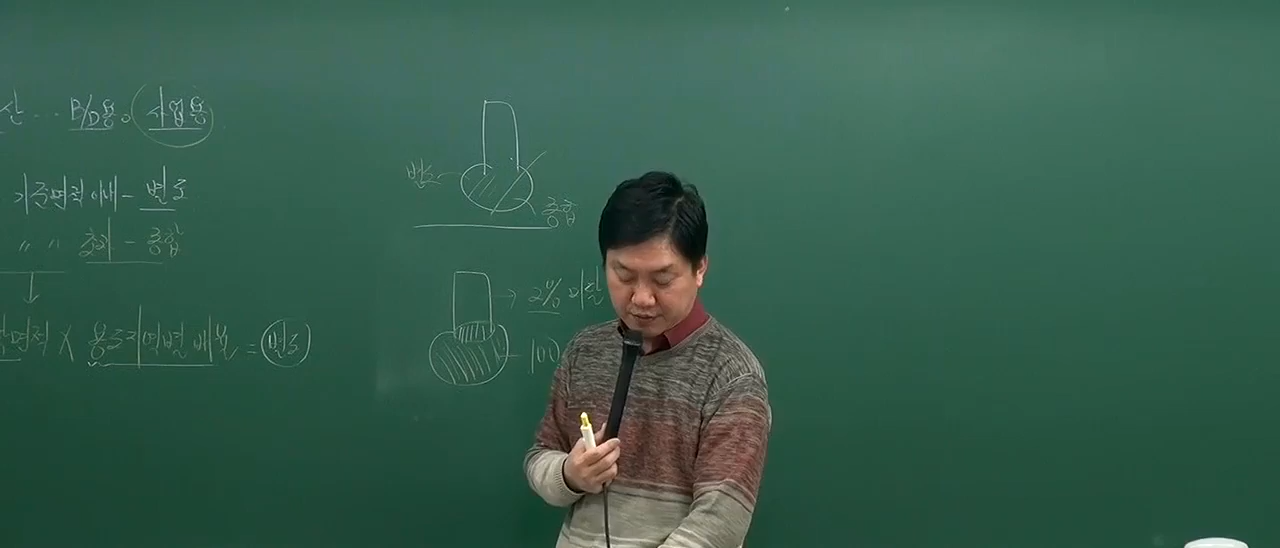 산 ... B/D용。 사업용
기준면적 이내 - 별도
〃 〃 초과 - 종합
면적 × 용도지역별 배율 = 별도
별도
종합
→ 2% 미만
100